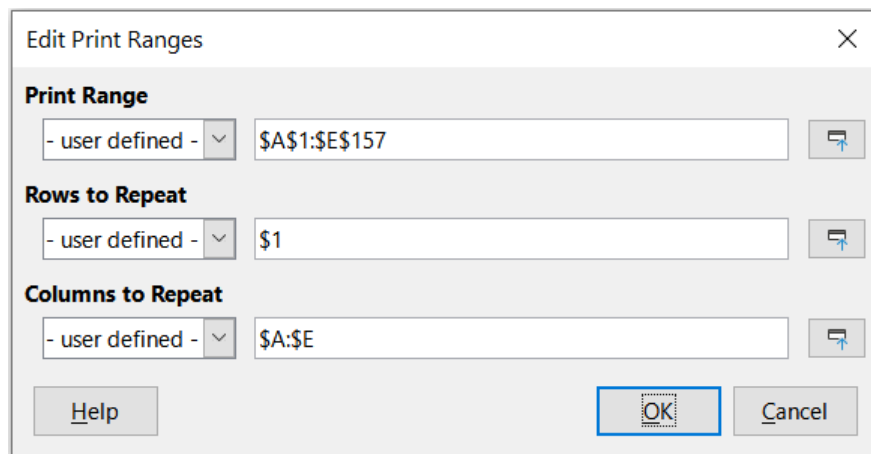 Edit Print Ranges
Print Range
- user defined - $A$1:$E$157
Rows to Repeat
- user defined - $1
Columns to Repeat
- user defined - $A:$E
Help OK Cancel